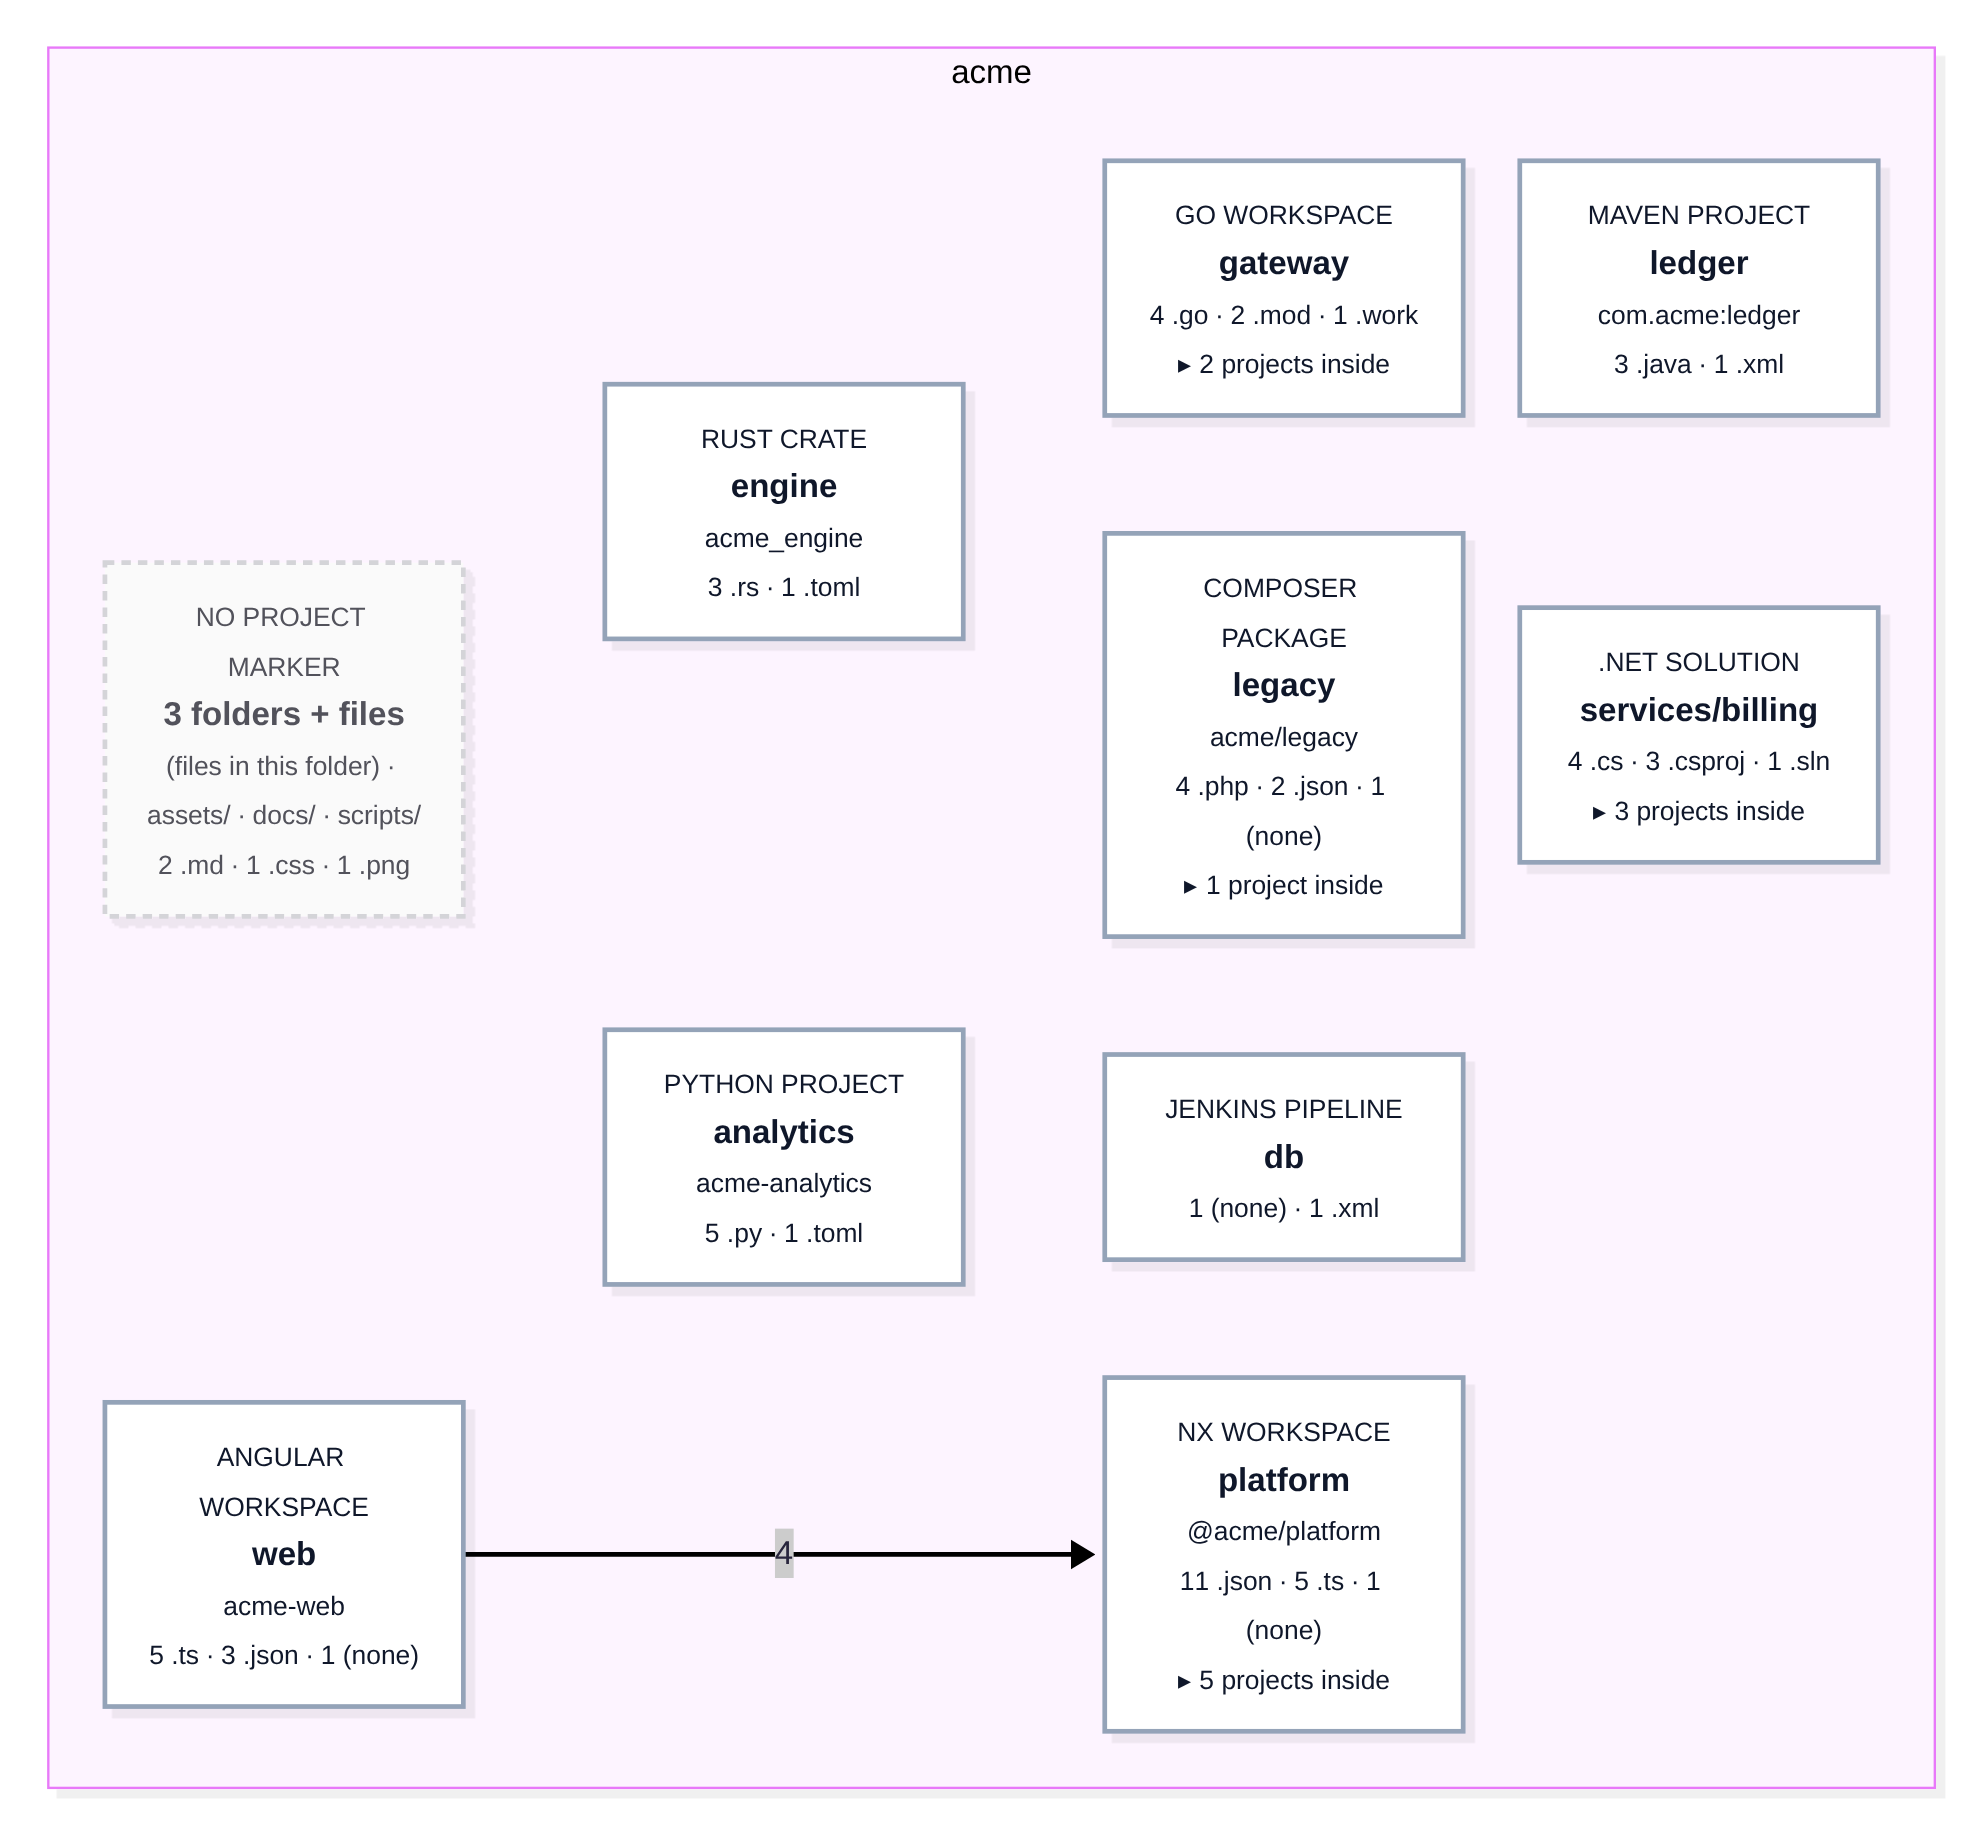 acme
GO WORKSPACE
gateway
4 .go · 2 .mod · 1 .work
▸ 2 projects inside
MAVEN PROJECT
ledger
com.acme:ledger
3 .java · 1 .xml
RUST CRATE
engine
acme_engine
3 .rs · 1 .toml
NO PROJECT
MARKER
3 folders + files
(files in this folder) ·
assets/ · docs/ · scripts/
2 .md · 1 .css · 1 .png
COMPOSER
PACKAGE
legacy
acme/legacy
4 .php · 2 .json · 1
(none)
▸ 1 project inside
.NET SOLUTION
services/billing
4 .cs · 3 .csproj · 1 .sln
▸ 3 projects inside
PYTHON PROJECT
analytics
acme-analytics
5 .py · 1 .toml
JENKINS PIPELINE
db
1 (none) · 1 .xml
ANGULAR
WORKSPACE
web
acme-web
5 .ts · 3 .json · 1 (none)
4
NX WORKSPACE
platform
@acme/platform
11 .json · 5 .ts · 1
(none)
▸ 5 projects inside